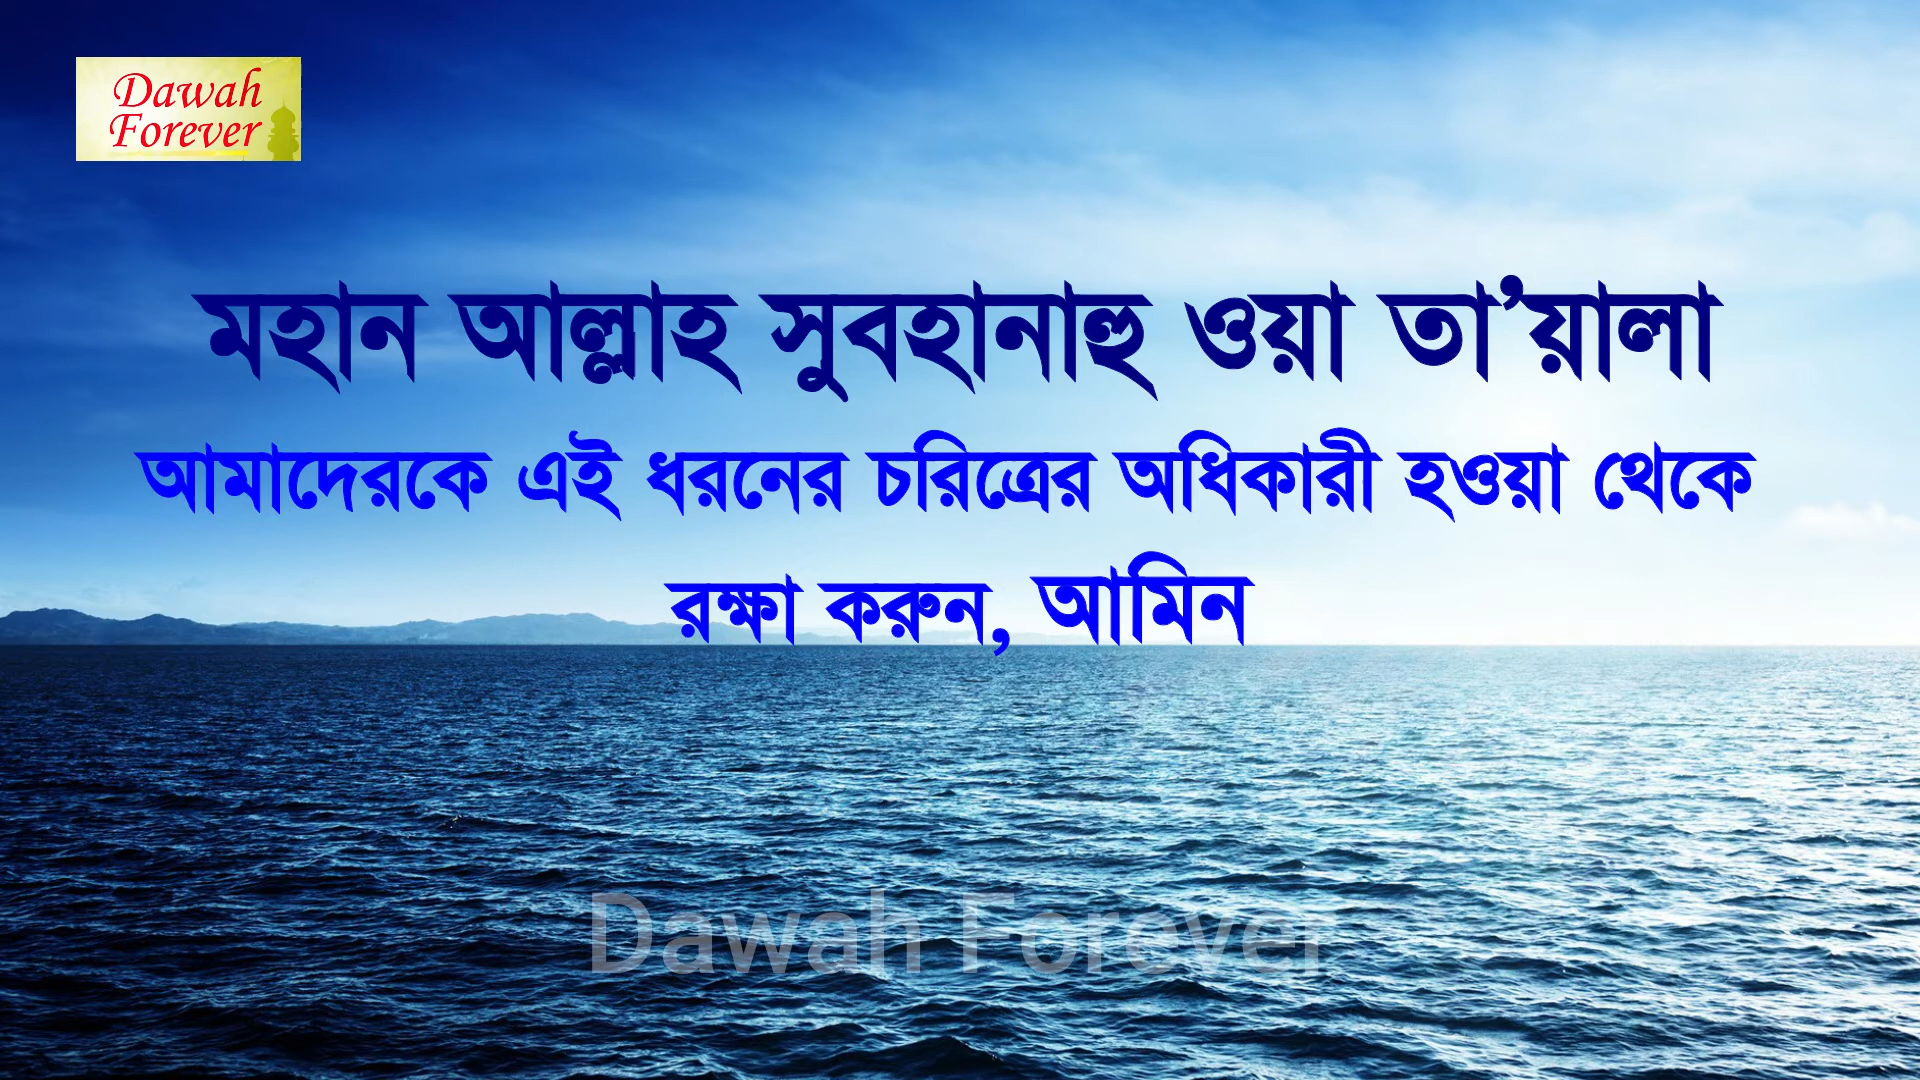 Dawah
Forever
মহান আল্লাহ সুবহানাহু ওয়া তা’য়ালা
আমাদেরকে এই ধরনের চরিত্রের অধিকারী হওয়া থেকে
রক্ষা করুন, আমিন
Dawah Forever